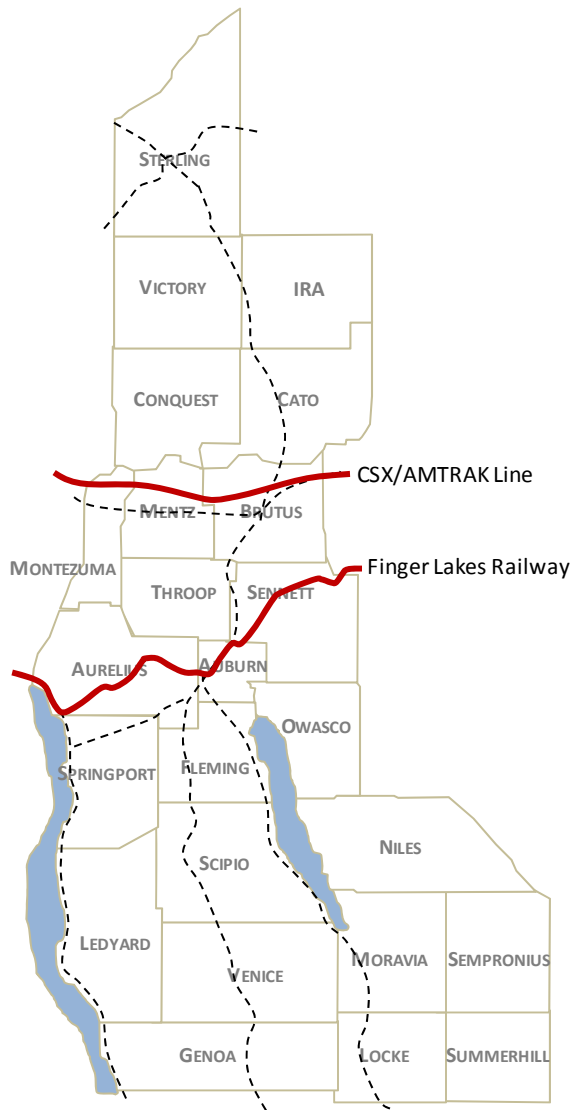 STERLING
VICTORY
IRA
CONQUEST
CATO
CSX/AMTRAK Line
MENTZ
BRUTUS
MONTEZUMA
Finger Lakes Railway
THROOP
SENNETT
AURELIUS
AUBURN
OWASCO
SPRINGPORT
FLEMING
NILES
SCIPIO
LEDYARD
MORAVIA
SEMPRONIUS
VENICE
GENOA
LOCKE
SUMMERHILL